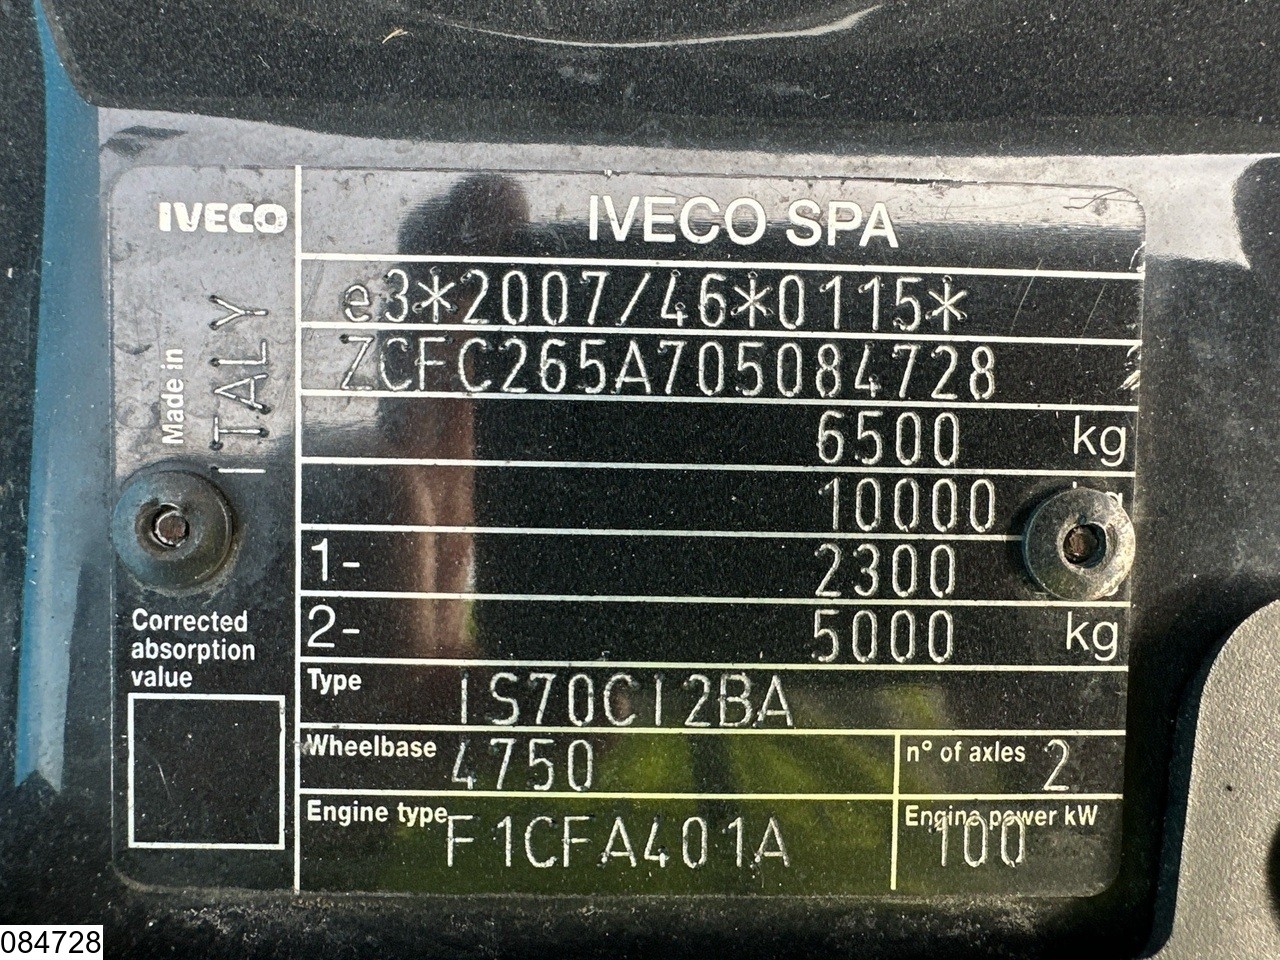 IVECO
IVECO SPA
Made in ITALY
e3*2007/46*0115*
ZCFC265A705084728
6500 kg
10000
1- 2300
2- 5000 kg
Corrected
absorption
value
Type IS70CI2BA
Wheelbase 4750
n° of axles 2
Engine type F1CFA401A
Engine power kW 100
084728